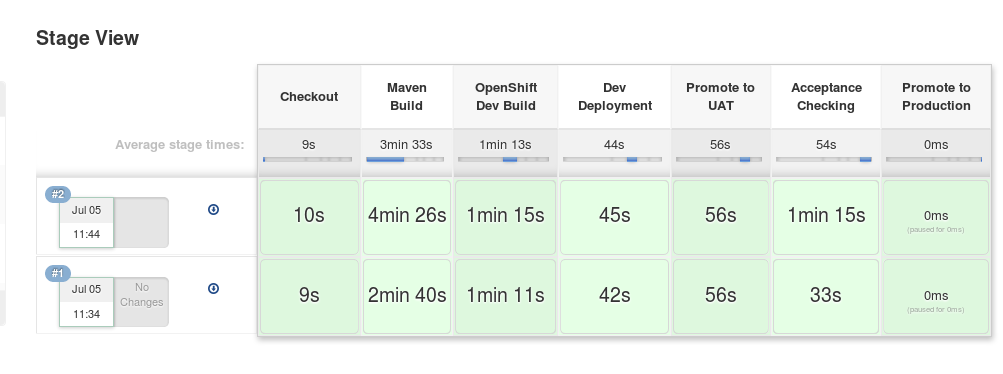 Stage View
Checkout
Maven
Build
OpenShift
Dev Build
Dev
Deployment
Promote to
UAT
Acceptance
Checking
Promote to
Production
Average stage times:
9s
3min 33s
1min 13s
44s
56s
54s
0ms
#2
Jul 05
11:44
10s
4min 26s
1min 15s
45s
56s
1min 15s
0ms
(paused for 0ms)
#1
Jul 05
11:34
No
Changes
9s
2min 40s
1min 11s
42s
56s
33s
0ms
(paused for 0ms)